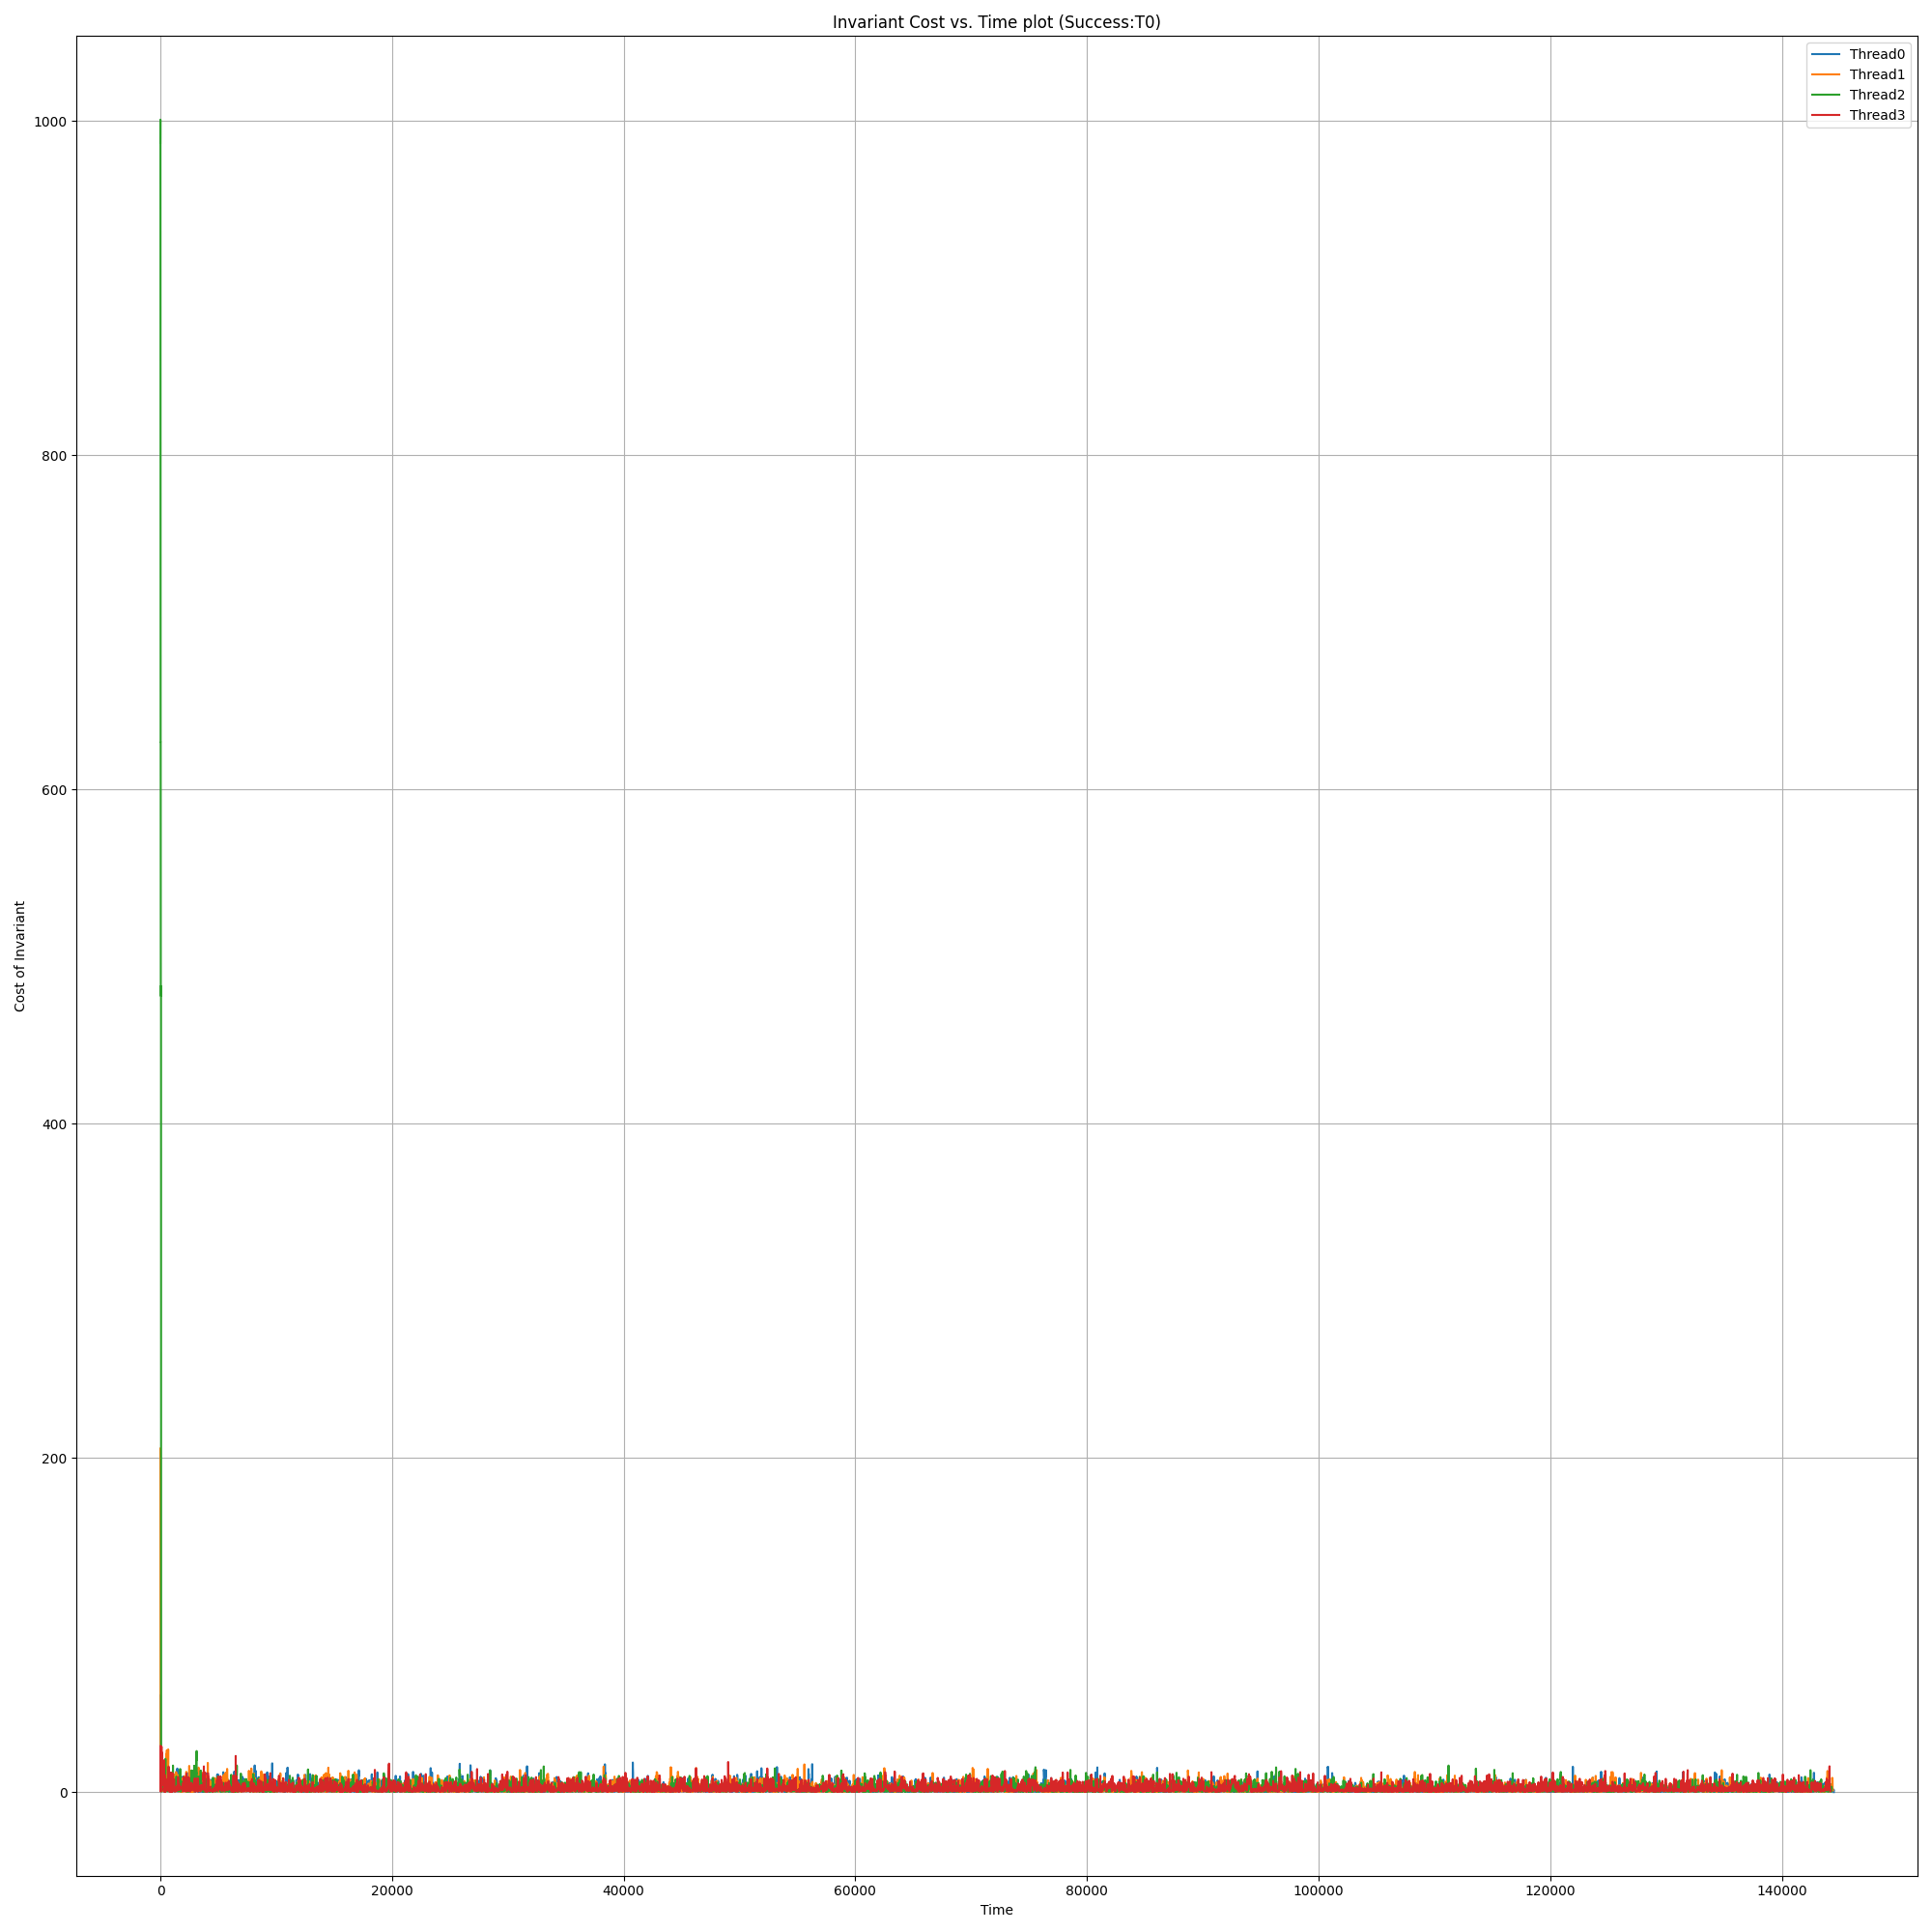 Invariant Cost vs. Time plot (Success:T0)
Thread0
Thread1
Thread2
Thread3
1000
800
600
400
200
0
Cost of Invariant
0 20000 40000 60000 80000 100000 120000 140000
Time